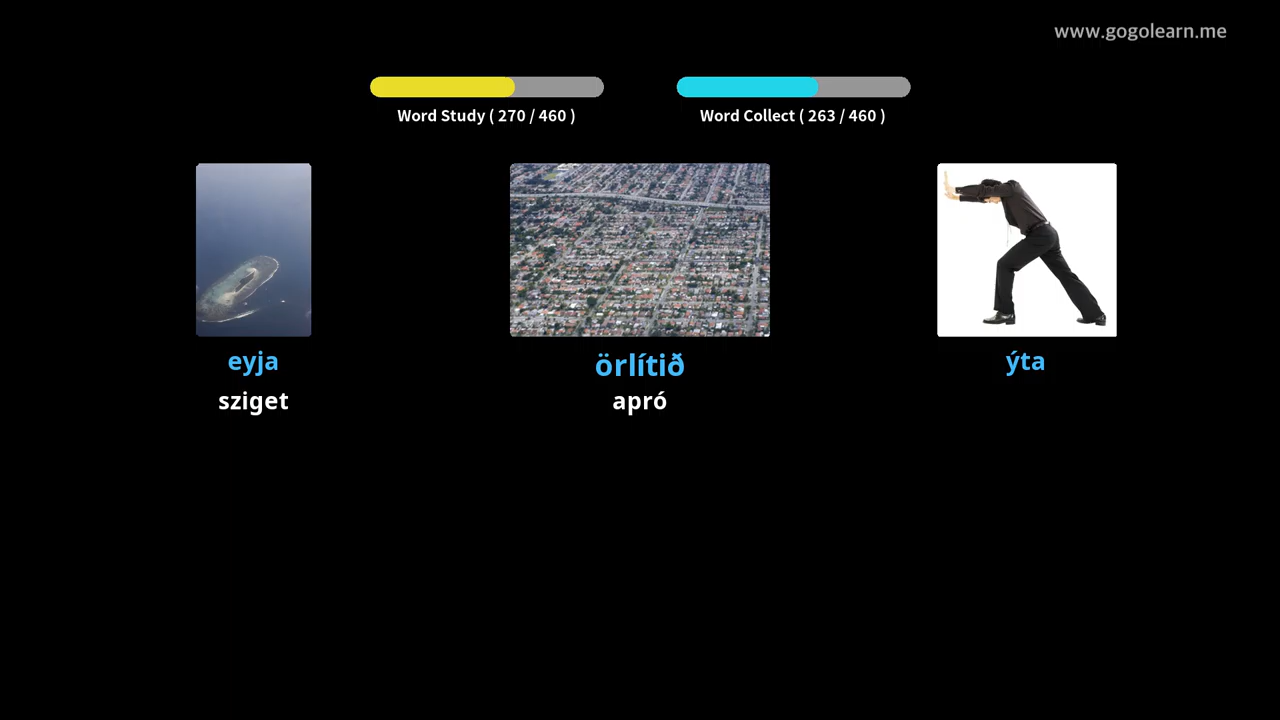 www.gogolearn.me
Word Study ( 270 / 460 )
Word Collect ( 263 / 460 )
eyja
sziget
örlítið
apró
ýta